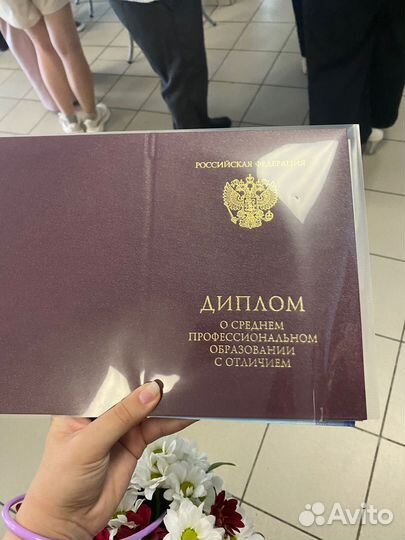 РОССИЙСКАЯ ФЕДЕРАЦИЯ
ДИПЛОМ
О СРЕДНЕМ
ПРОФЕССИОНАЛЬНОМ
ОБРАЗОВАНИИ
С ОТЛИЧИЕМ
Avito